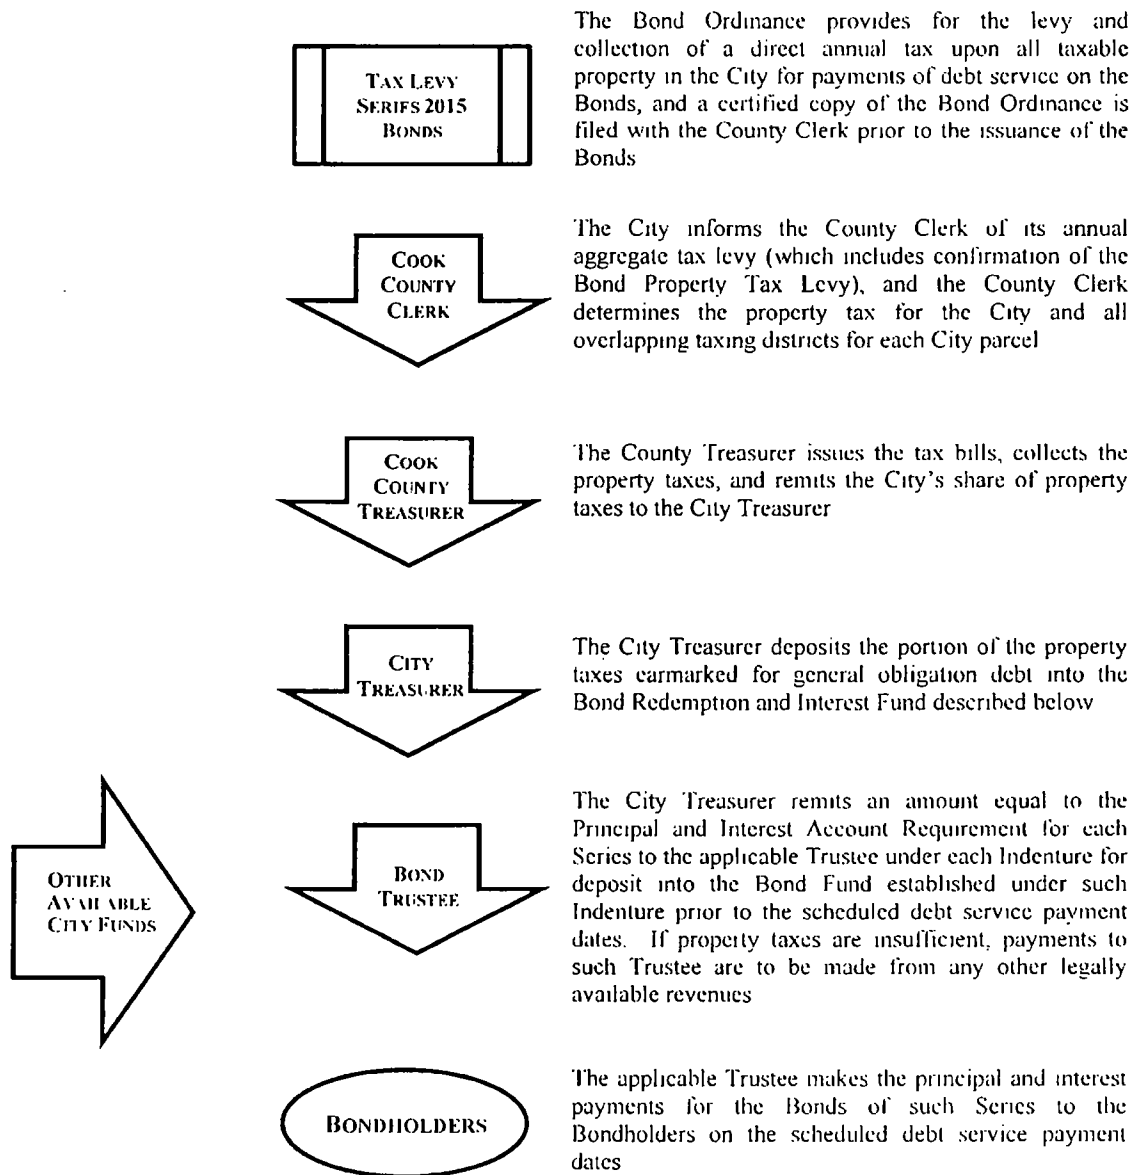 TAX LEVY
SERIES 2015
BONDS
The Bond Ordinance provides for the levy and
collection of a direct annual tax upon all taxable
property in the City for payments of debt service on the
Bonds, and a certified copy of the Bond Ordinance is
filed with the County Clerk prior to the issuance of the
Bonds
COOK
COUNTY
CLERK
The City informs the County Clerk of its annual
aggregate tax levy (which includes confirmation of the
Bond Property Tax Levy), and the County Clerk
determines the property tax for the City and all
overlapping taxing districts for each City parcel
COOK
COUNTY
TREASURER
The County Treasurer issues the tax bills, collects the
property taxes, and remits the City's share of property
taxes to the City Treasurer
CITY
TREASURER
The City Treasurer deposits the portion of the property
taxes earmarked for general obligation debt into the
Bond Redemption and Interest Fund described below
OTHER
AVAILABLE
CITY FUNDS
BOND
TRUSTEE
The City Treasurer remits an amount equal to the
Principal and Interest Account Requirement for each
Series to the applicable Trustee under each Indenture for
deposit into the Bond Fund established under such
Indenture prior to the scheduled debt service payment
dates. If property taxes are insufficient, payments to
such Trustee are to be made from any other legally
available revenues
BONDHOLDERS
The applicable Trustee makes the principal and interest
payments for the Bonds of such Series to the
Bondholders on the scheduled debt service payment
dates